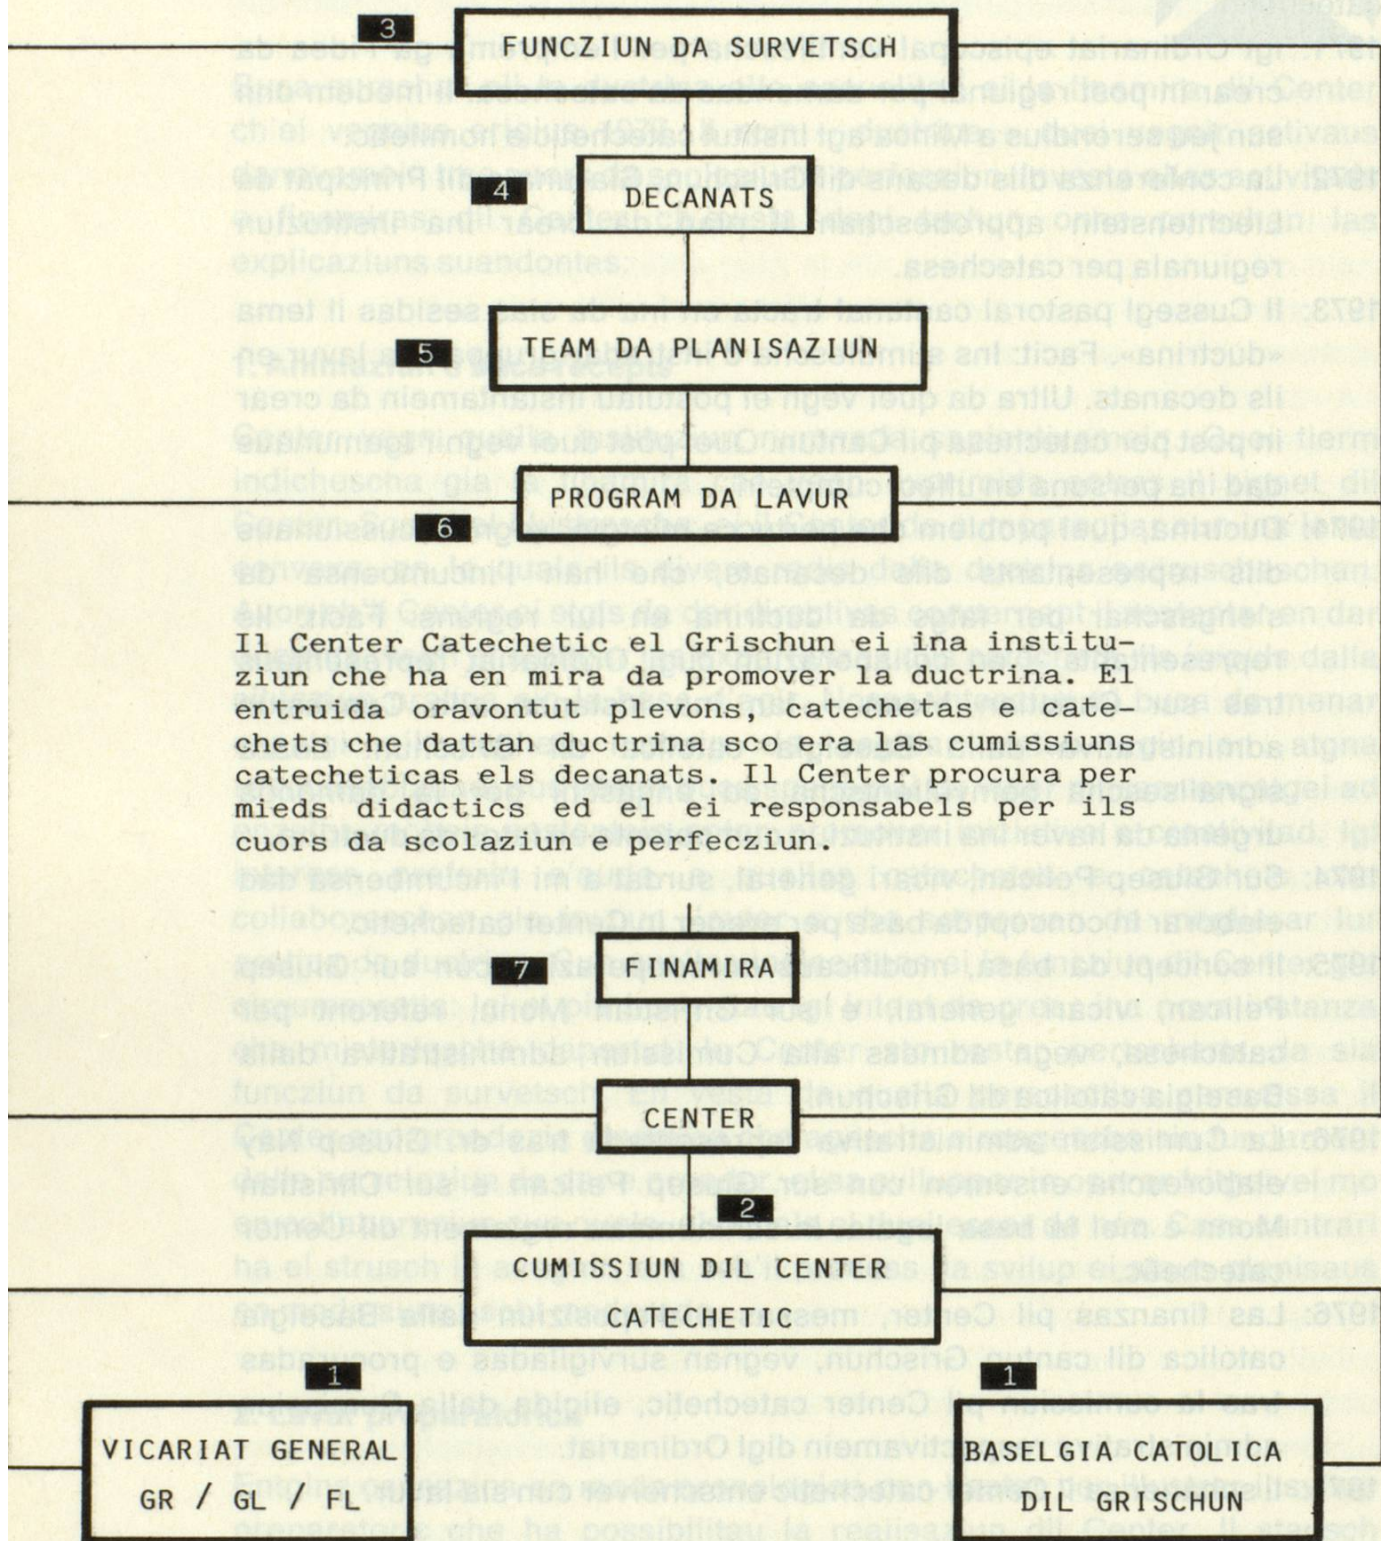 3
FUNCZIUN DA SURVETSCH
4
DECANATS
5
TEAM DA PLANISAZIUN
PROGRAM DA LAVUR
6
Il Center Catechetic el Grischun ei ina institu-
ziun che ha en mira da promover la ductrina. El
entruida oravontut plevons, catechetas e cate-
chets che dattan ductrina sco era las cumissiuns
catecheticas els decanats. Il Center procura per
mieds didactics ed el ei responsabels per ils
cuors da scolaziun e perfecziun.
7
FINAMIRA
CENTER
2
CUMISSIUN DIL CENTER
CATECHETIC
1
1
VICARIAT GENERAL
GR / GL / FL
BASELGIA CATOLICA
DIL GRISCHUN